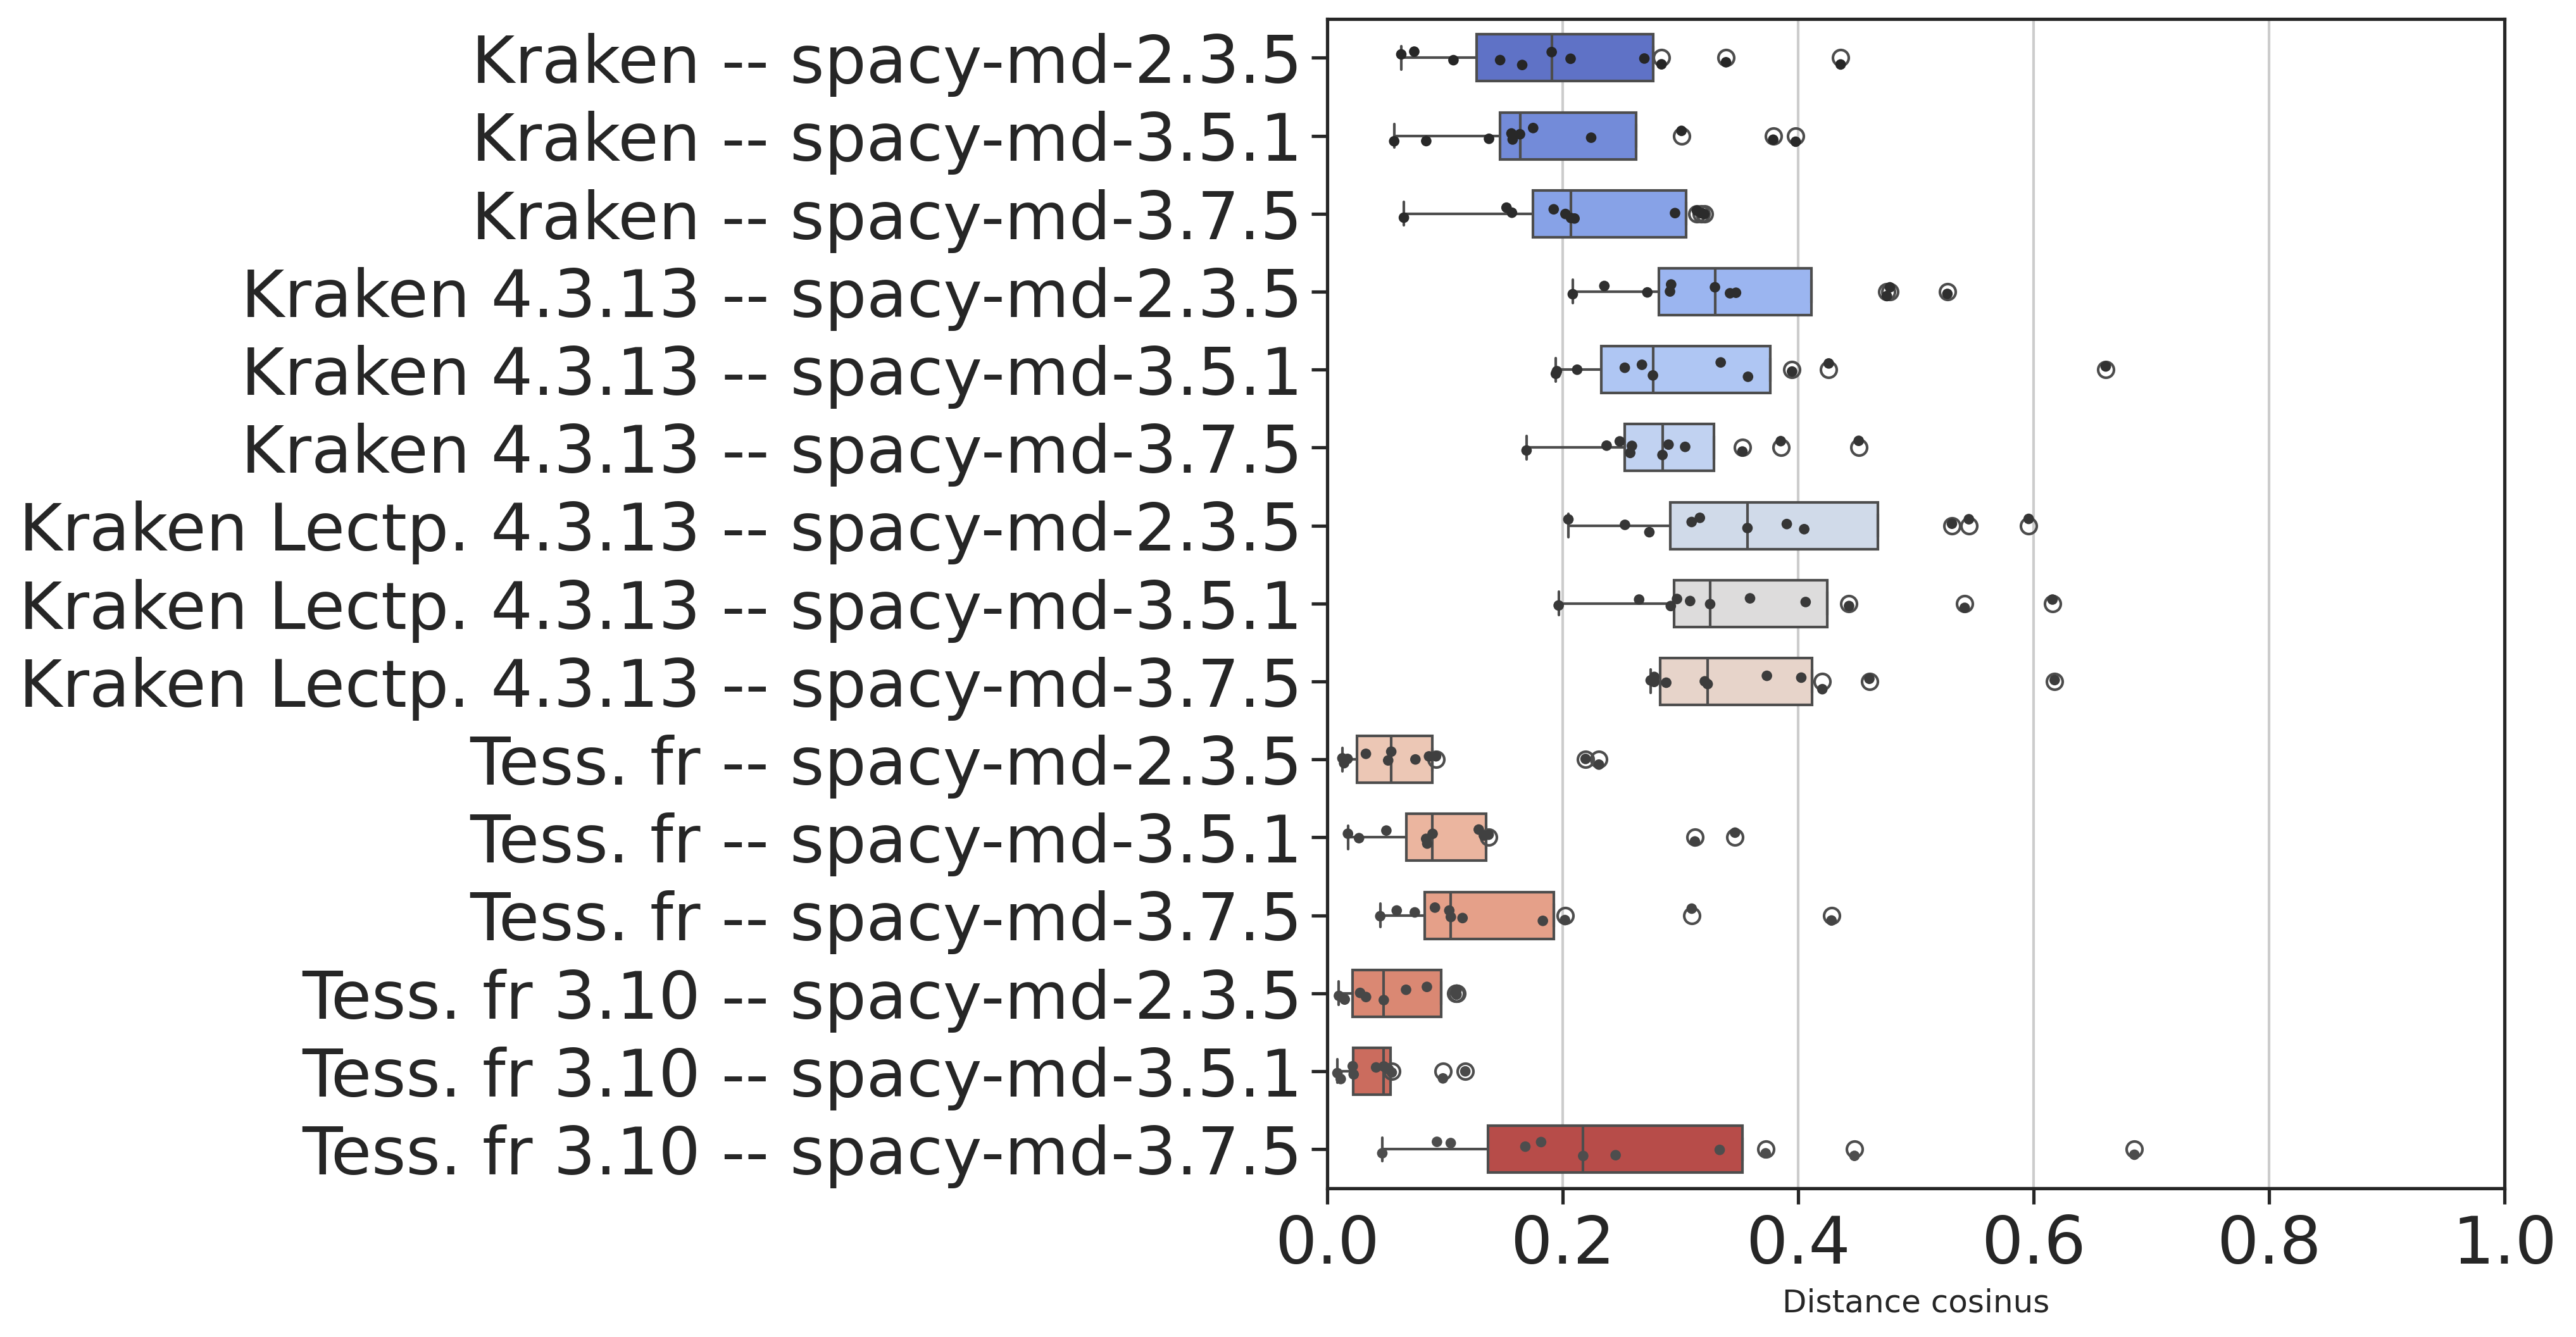 Kraken -- spacy-md-2.3.5
Kraken -- spacy-md-3.5.1
Kraken -- spacy-md-3.7.5
Kraken 4.3.13 -- spacy-md-2.3.5
Kraken 4.3.13 -- spacy-md-3.5.1
Kraken 4.3.13 -- spacy-md-3.7.5
Kraken Lectp. 4.3.13 -- spacy-md-2.3.5
Kraken Lectp. 4.3.13 -- spacy-md-3.5.1
Kraken Lectp. 4.3.13 -- spacy-md-3.7.5
Tess. fr -- spacy-md-2.3.5
Tess. fr -- spacy-md-3.5.1
Tess. fr -- spacy-md-3.7.5
Tess. fr 3.10 -- spacy-md-2.3.5
Tess. fr 3.10 -- spacy-md-3.5.1
Tess. fr 3.10 -- spacy-md-3.7.5
0.0 0.2 0.4 0.6 0.8 1.0
Distance cosinus